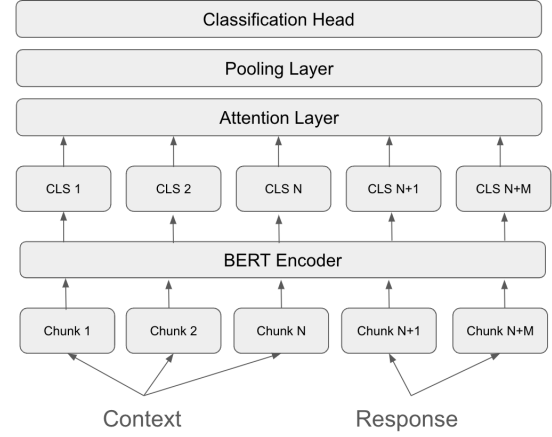 Classification Head
Pooling Layer
Attention Layer
CLS 1 CLS 2 CLS N CLS N+1 CLS N+M
BERT Encoder
Chunk 1 Chunk 2 Chunk N Chunk N+1 Chunk N+M
Context Response